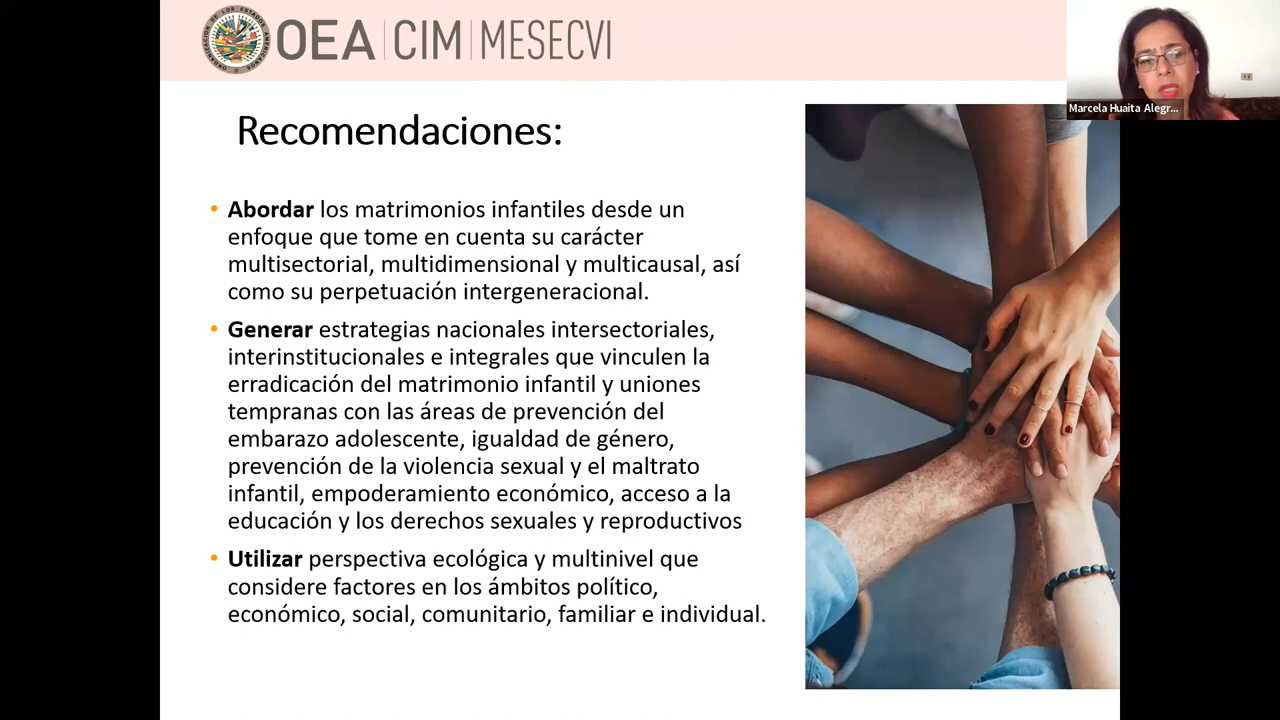 OEA CIM MESECVI
Marcela Huaita Alegr...
Recomendaciones:
• Abordar los matrimonios infantiles desde un
enfoque que tome en cuenta su carácter
multisectorial, multidimensional y multicausal, así
como su perpetuación intergeneracional.
• Generar estrategias nacionales intersectoriales,
interinstitucionales e integrales que vinculen la
erradicación del matrimonio infantil y uniones
tempranas con las áreas de prevención del
embarazo adolescente, igualdad de género,
prevención de la violencia sexual y el maltrato
infantil, empoderamiento económico, acceso a la
educación y los derechos sexuales y reproductivos
• Utilizar perspectiva ecológica y multinivel que
considere factores en los ámbitos político,
económico, social, comunitario, familiar e individual.